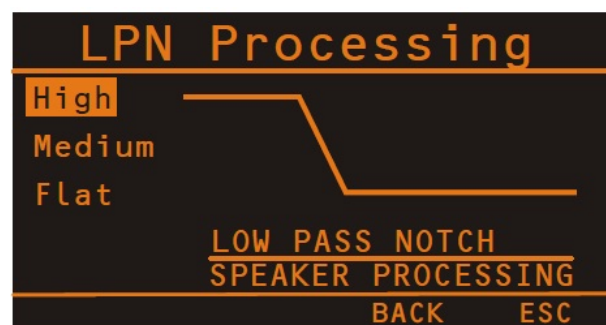 LPN Processing
High
Medium
Flat
LOW PASS NOTCH
SPEAKER PROCESSING
BACK ESC